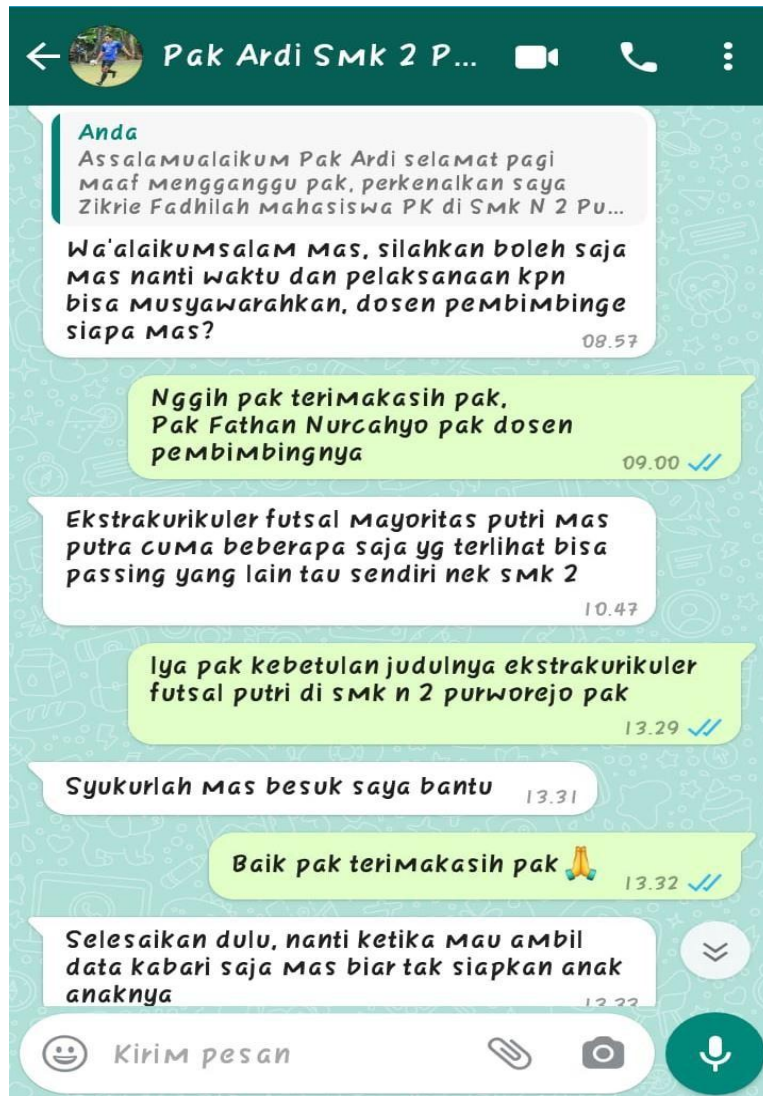 Pak Ardi Smk 2 P...
Anda
Assalamualaikum Pak Ardi selamat pagi
maaf mengganggu pak, perkenalkan saya
Zikrie Fadhilah mahasiswa PK di Smk N 2 Pu...
Wa'alaikumsalam mas, silahkan boleh saja
mas nanti waktu dan pelaksanaan kpn
bisa musyawarahkan, dosen pembimbinge
siapa mas?
08.57
Nggih pak terimakasih pak,
Pak Fathan Nurcahyo pak dosen
pembimbingnya
09.00
Ekstrakurikuler futsal mayoritas putri mas
putra cuma beberapa saja yg terlihat bisa
passing yang lain tau sendiri nek smk 2
10.47
Iya pak kebetulan judulnya ekstrakurikuler
futsal putri di smk n 2 purworejo pak
13.29
Syukurlah mas besuk saya bantu
13.31
Baik pak terimakasih pak 🙏
13.32
Selesaikan dulu, nanti ketika mau ambil
data kabari saja mas biar tak siapkan anak
anaknya
13.33
Kirim pesan